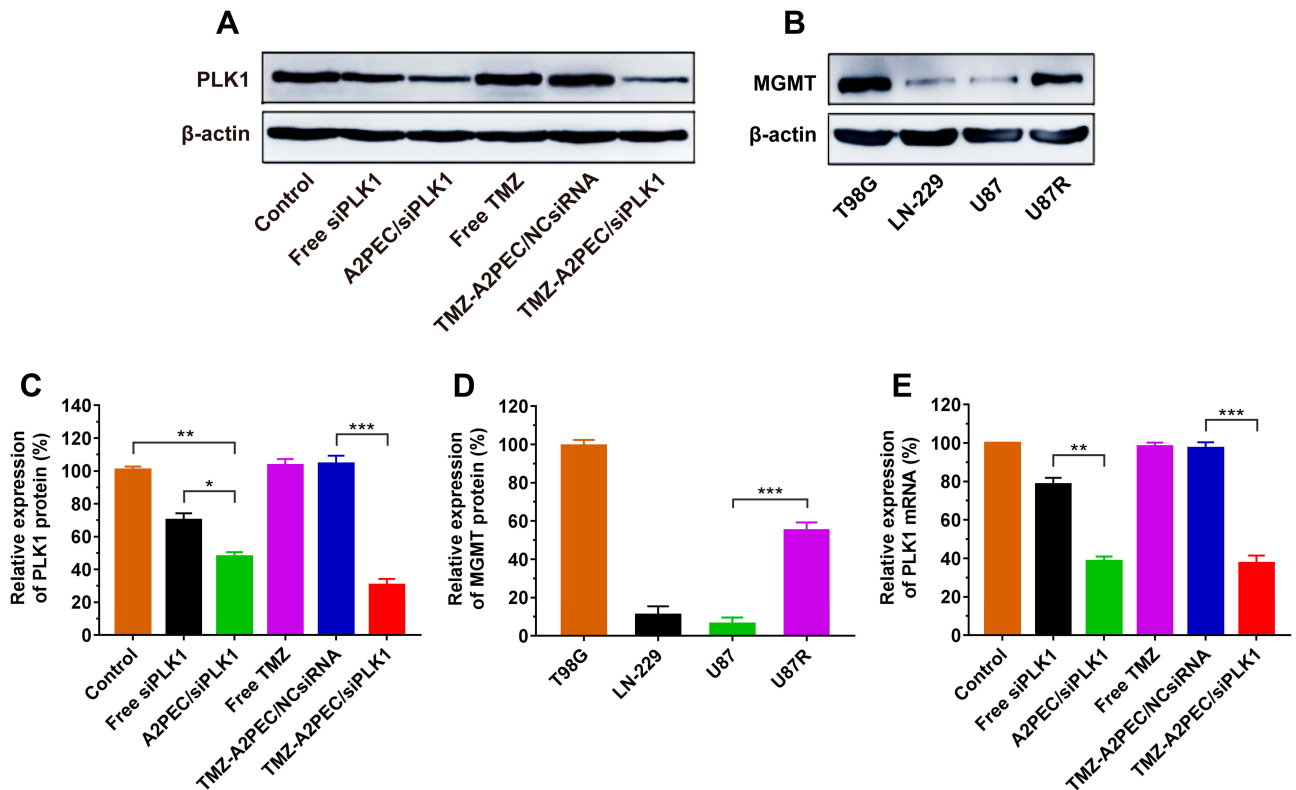 A
PLK1
β-actin
Control
Free siPLK1
A2PEC/siPLK1
Free TMZ
TMZ-A2PEC/NCsiRNA
TMZ-A2PEC/siPLK1
B
MGMT
β-actin
T98G
LN-229
U87
U87R
C
Relative expression
of PLK1 protein (%)
140
120
100
80
60
40
20
0
**
*
***
Control
Free siPLK1
A2PEC/siPLK1
Free TMZ
TMZ-A2PEC/NCsiRNA
TMZ-A2PEC/siPLK1
D
Relative expression
of MGMT protein (%)
120
100
80
60
40
20
0
***
T98G
LN-229
U87
U87R
E
Relative expression
of PLK1 mRNA (%)
120
100
80
60
40
20
0
**
***
Control
Free siPLK1
A2PEC/siPLK1
Free TMZ
TMZ-A2PEC/NCsiRNA
TMZ-A2PEC/siPLK1